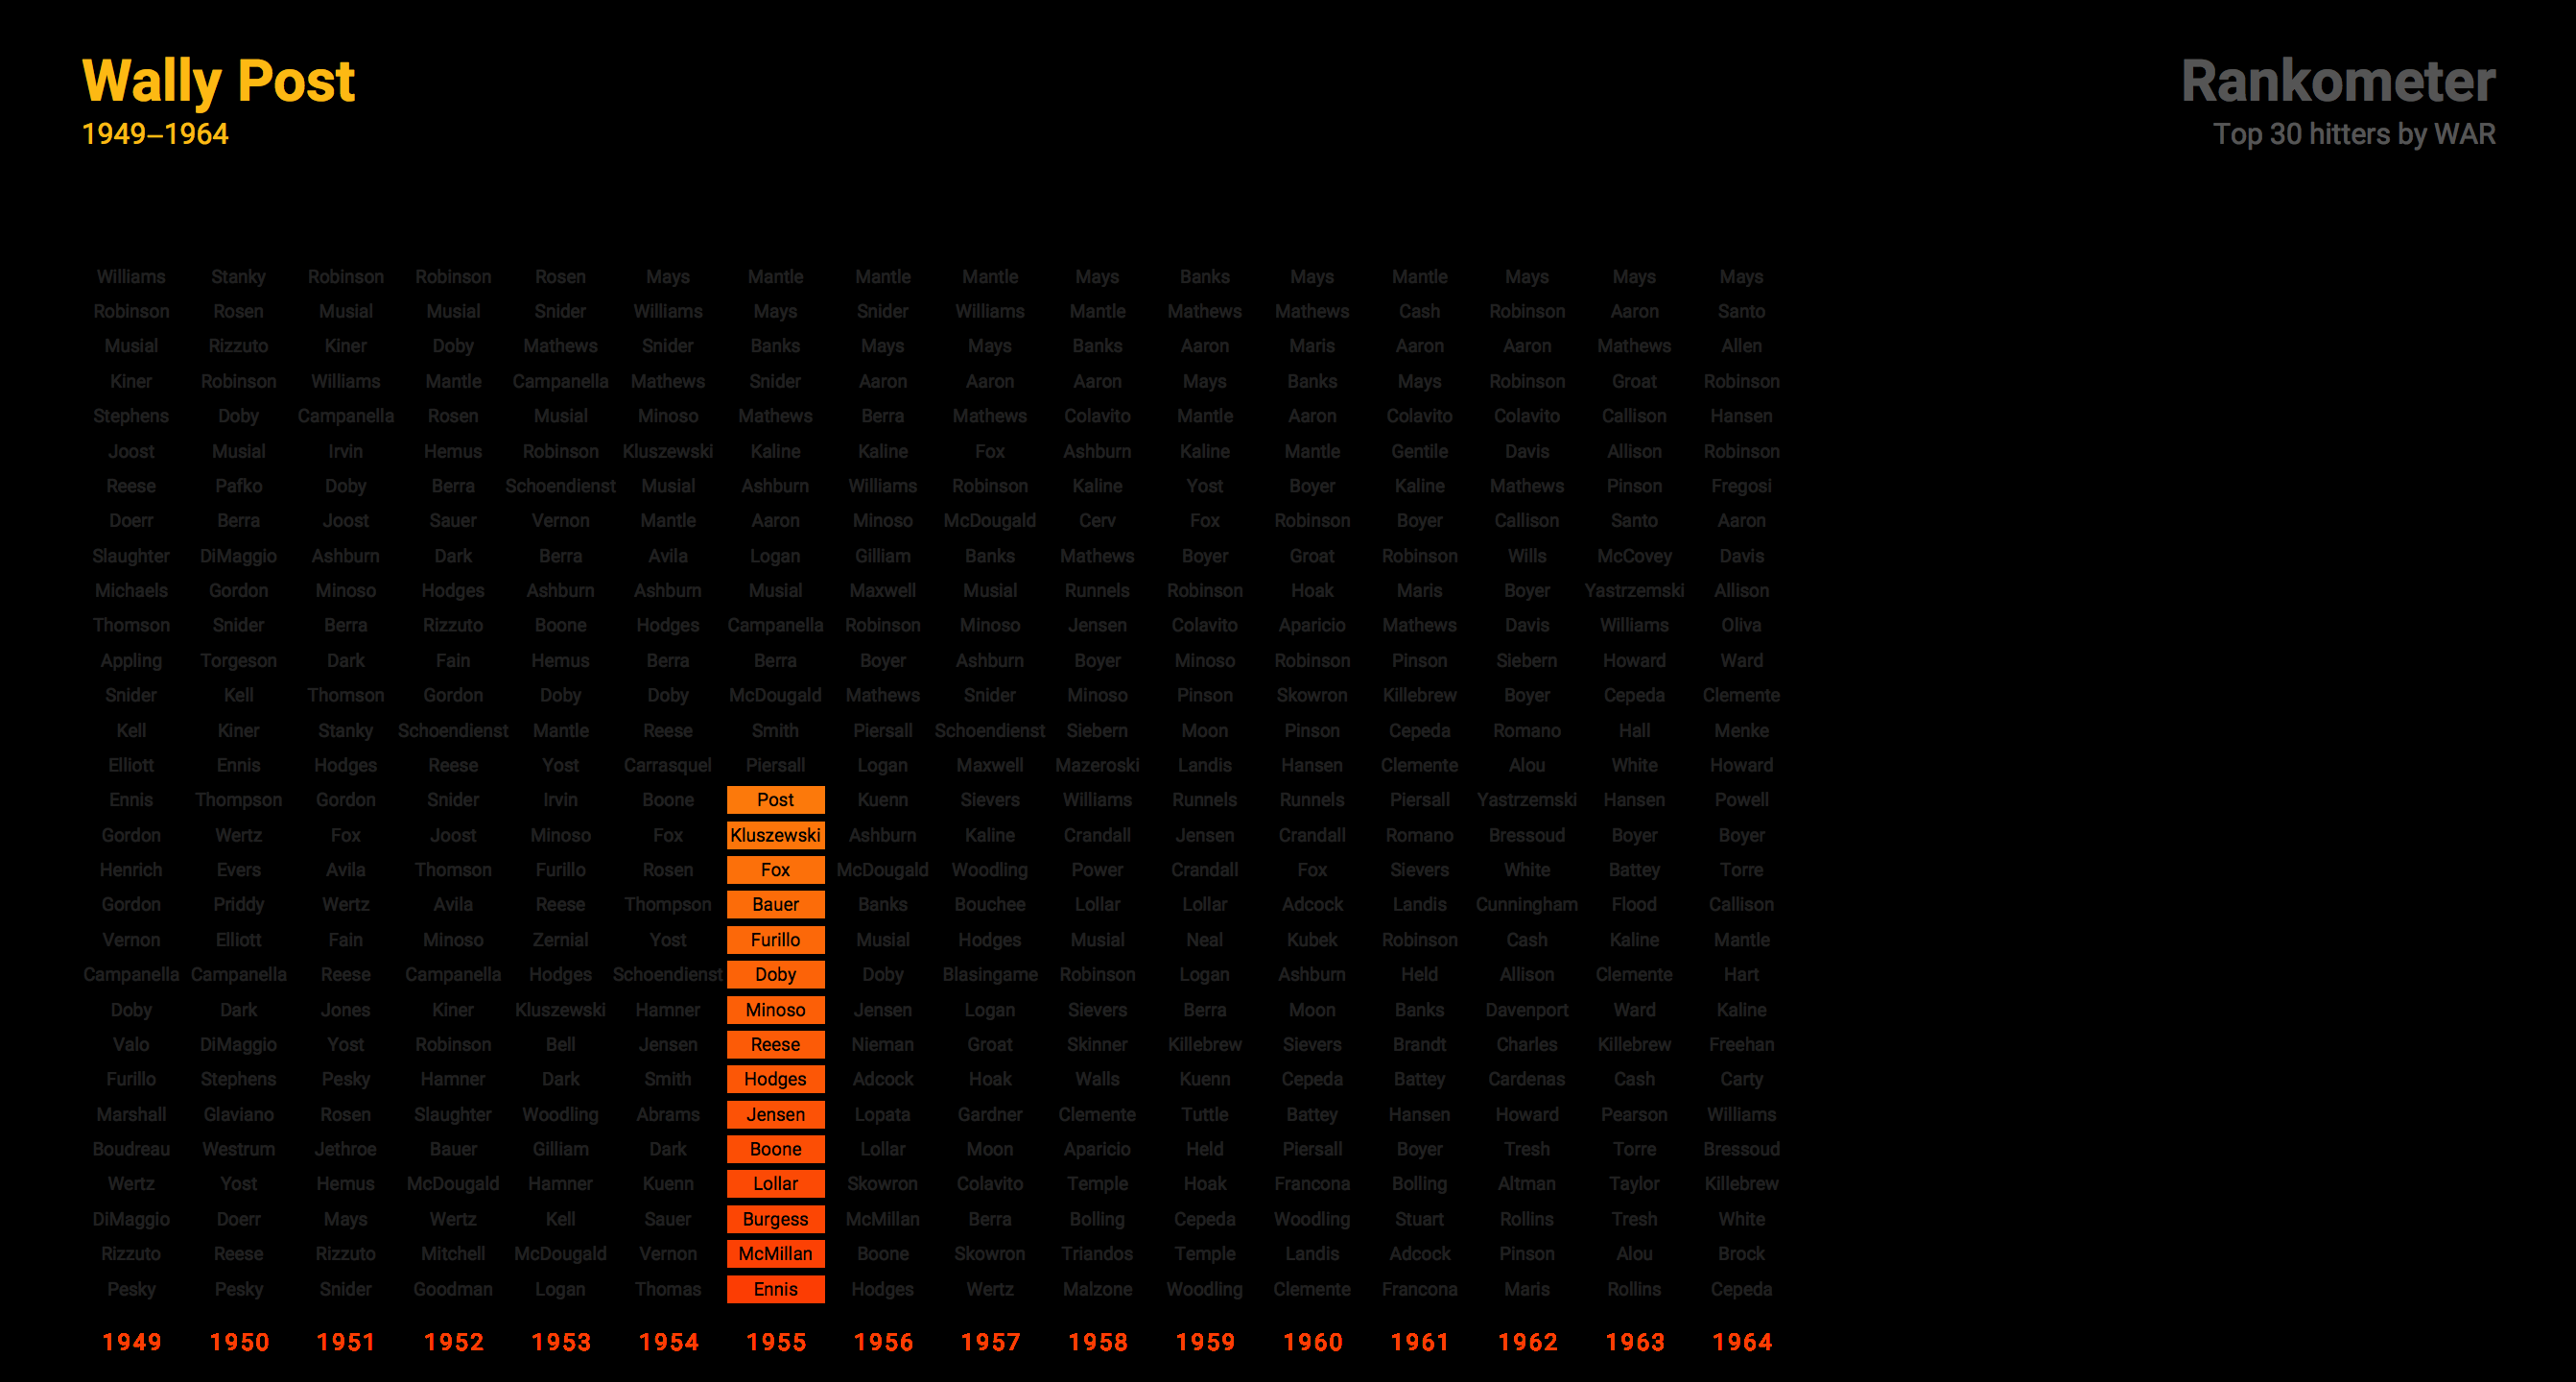 Wally Post
1949–1964
Rankometer
Top 30 hitters by WAR
Williams Stanky Robinson Robinson Rosen Mays Mantle Mantle Mantle Mays Banks Mays Mantle Mays Mays Mays
Robinson Rosen Musial Musial Snider Williams Mays Snider Williams Mantle Mathews Mathews Cash Robinson Aaron Santo
Musial Rizzuto Kiner Doby Mathews Snider Banks Mays Mays Banks Aaron Maris Aaron Aaron Mathews Allen
Kiner Robinson Williams Mantle Campanella Mathews Snider Aaron Aaron Aaron Mays Banks Mays Robinson Groat Robinson
Stephens Doby Campanella Rosen Musial Minoso Mathews Berra Mathews Colavito Mantle Aaron Colavito Colavito Callison Hansen
Joost Musial Irvin Hemus Robinson Kluszewski Kaline Kaline Fox Ashburn Kaline Mantle Gentile Davis Allison Robinson
Reese Pafko Doby Berra Schoendienst Musial Ashburn Williams Robinson Kaline Yost Boyer Kaline Mathews Pinson Fregosi
Doerr Berra Joost Sauer Vernon Mantle Aaron Minoso McDougald Cerv Fox Robinson Boyer Callison Santo Aaron
Slaughter DiMaggio Ashburn Dark Berra Avila Logan Gilliam Banks Mathews Boyer Groat Robinson Wills McCovey Davis
Michaels Gordon Minoso Hodges Ashburn Ashburn Musial Maxwell Musial Runnels Robinson Hoak Maris Boyer Yastrzemski Allison
Thomson Snider Berra Rizzuto Boone Hodges Campanella Robinson Minoso Jensen Colavito Aparicio Mathews Davis Williams Oliva
Appling Torgeson Dark Fain Hemus Berra Berra Boyer Ashburn Boyer Minoso Robinson Pinson Siebern Howard Ward
Snider Kell Thomson Gordon Doby Doby McDougald Mathews Snider Minoso Pinson Skowron Killebrew Boyer Cepeda Clemente
Kell Kiner Stanky Schoendienst Mantle Reese Smith Piersall Schoendienst Siebern Moon Pinson Cepeda Romano Hall Menke
Elliott Ennis Hodges Reese Yost Carrasquel Piersall Logan Maxwell Mazeroski Landis Hansen Clemente Alou White Howard
Ennis Thompson Gordon Snider Irvin Boone Post Kuenn Sievers Williams Runnels Runnels Piersall Yastrzemski Hansen Powell
Gordon Wertz Fox Joost Minoso Fox Kluszewski Ashburn Kaline Crandall Jensen Crandall Romano Bressoud Boyer Boyer
Henrich Evers Avila Thomson Furillo Rosen Fox McDougald Woodling Power Crandall Fox Sievers White Battey Torre
Gordon Priddy Wertz Avila Reese Thompson Bauer Banks Bouchee Lollar Lollar Adcock Landis Cunningham Flood Callison
Vernon Elliott Fain Minoso Zernial Yost Furillo Musial Hodges Musial Neal Kubek Robinson Cash Kaline Mantle
Campanella Campanella Reese Campanella Hodges Schoendienst Doby Doby Blasingame Robinson Logan Ashburn Held Allison Clemente Hart
Doby Dark Jones Kiner Kluszewski Hamner Minoso Jensen Logan Sievers Berra Moon Banks Davenport Ward Kaline
Valo DiMaggio Yost Robinson Bell Jensen Reese Nieman Groat Skinner Killebrew Sievers Brandt Charles Killebrew Freehan
Furillo Stephens Pesky Hamner Dark Smith Hodges Adcock Hoak Walls Kuenn Cepeda Battey Cardenas Cash Carty
Marshall Glaviano Rosen Slaughter Woodling Abrams Jensen Lopata Gardner Clemente Tuttle Battey Hansen Howard Pearson Williams
Boudreau Westrum Jethroe Bauer Gilliam Dark Boone Lollar Moon Aparicio Held Piersall Boyer Tresh Torre Bressoud
Wertz Yost Hemus McDougald Hamner Kuenn Lollar Skowron Colavito Temple Hoak Francona Bolling Altman Taylor Killebrew
DiMaggio Doerr Mays Wertz Kell Sauer Burgess McMillan Berra Bolling Cepeda Woodling Stuart Rollins Tresh White
Rizzuto Reese Rizzuto Mitchell McDougald Vernon McMillan Boone Skowron Triandos Temple Landis Adcock Pinson Alou Brock
Pesky Pesky Snider Goodman Logan Thomas Ennis Hodges Wertz Malzone Woodling Clemente Francona Maris Rollins Cepeda
1949 1950 1951 1952 1953 1954 1955 1956 1957 1958 1959 1960 1961 1962 1963 1964